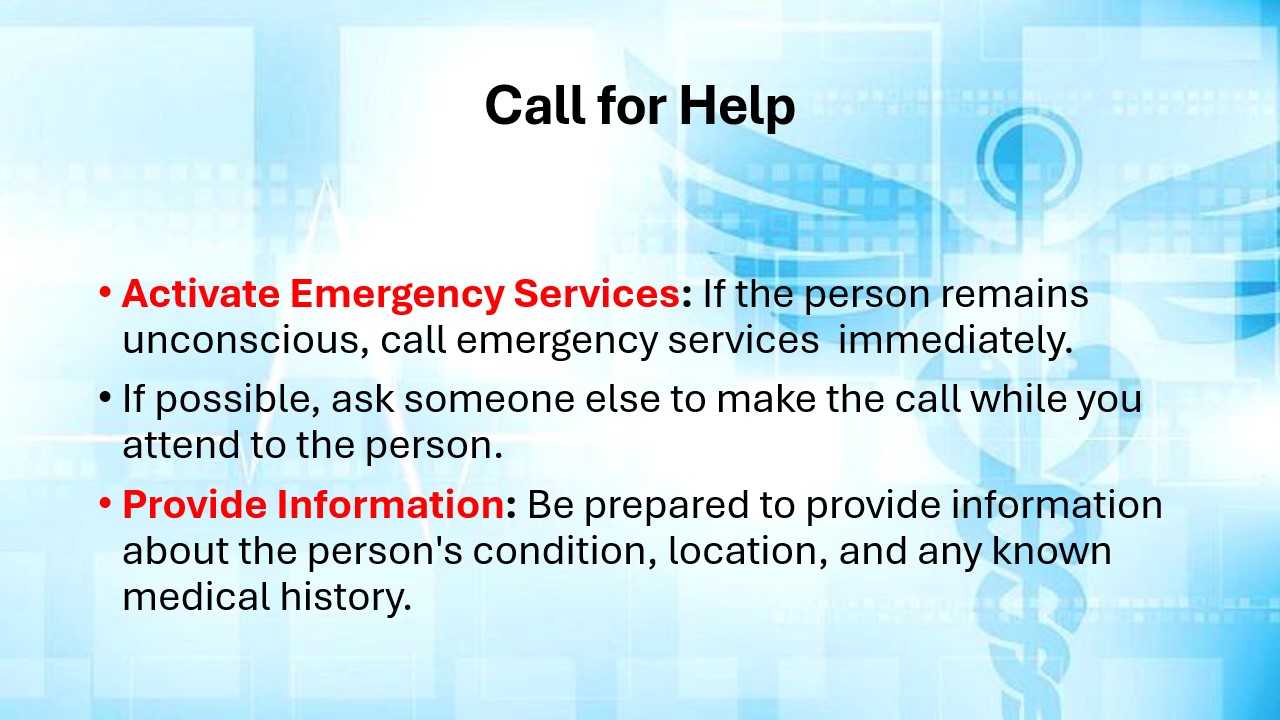 Call for Help
• Activate Emergency Services: If the person remains
unconscious, call emergency services  immediately.
• If possible, ask someone else to make the call while you
attend to the person.
• Provide Information: Be prepared to provide information
about the person's condition, location, and any known
medical history.